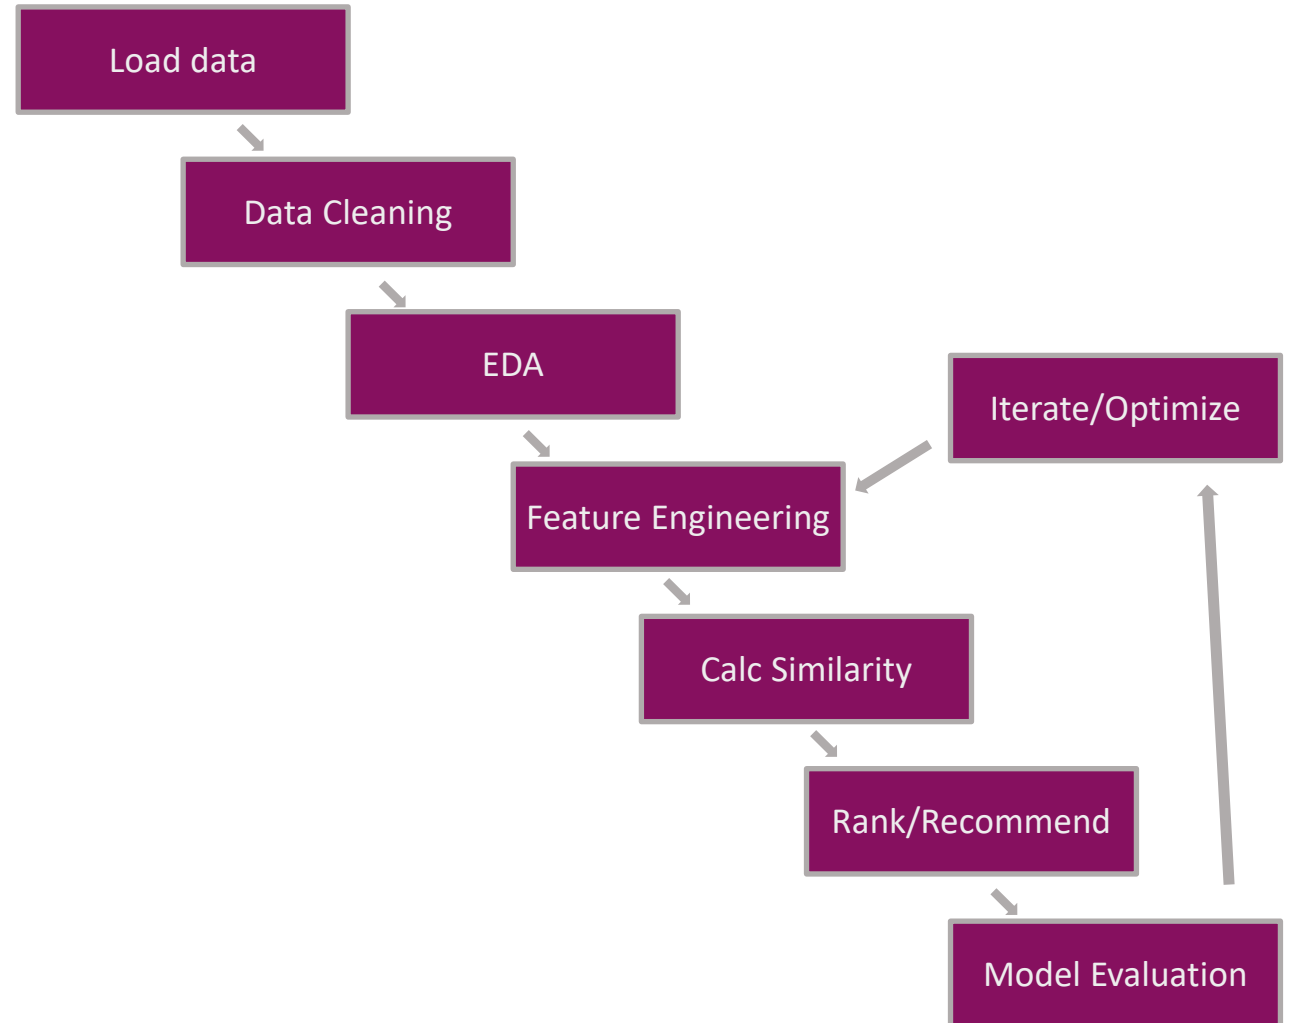 Load data
Data Cleaning
EDA
Iterate/Optimize
Feature Engineering
Calc Similarity
Rank/Recommend
Model Evaluation